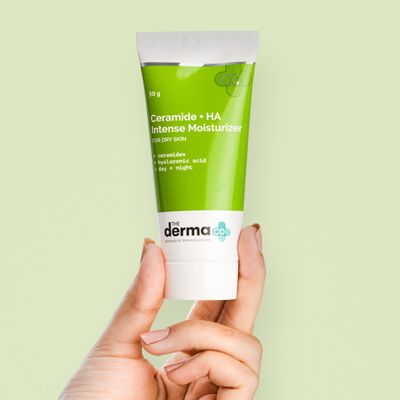 50 g
Ceramide + HA
Intense Moisturizer
FOR DRY SKIN
+ ceramides
+ hyaluronic acid
+ day + night
THE
derma co